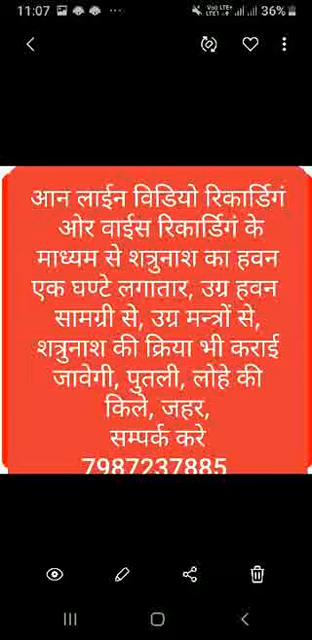 11:07
36%
आन लाईन विडियो रिकार्डिगं
ओर वाईस रिकार्डिगं के
माध्यम से शत्रुनाश का हवन
एक घण्टे लगातार, उग्र हवन
सामग्री से, उग्र मन्त्रों से,
शत्रुनाश की क्रिया भी कराई
जावेगी, पुतली, लोहे की
किले, जहर,
सम्पर्क करे
7987237885